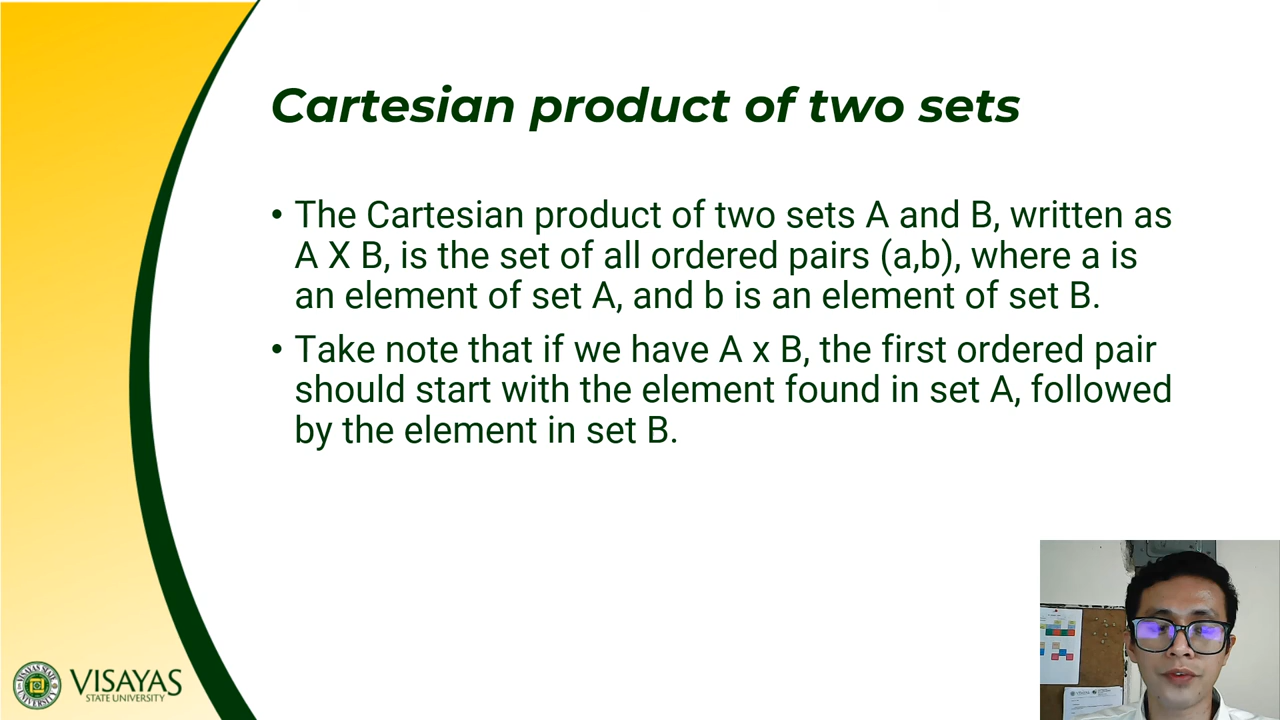 Cartesian product of two sets
• The Cartesian product of two sets A and B, written as
A X B, is the set of all ordered pairs (a,b), where a is
an element of set A, and b is an element of set B.
• Take note that if we have A x B, the first ordered pair
should start with the element found in set A, followed
by the element in set B.
VISAYAS
STATE UNIVERSITY